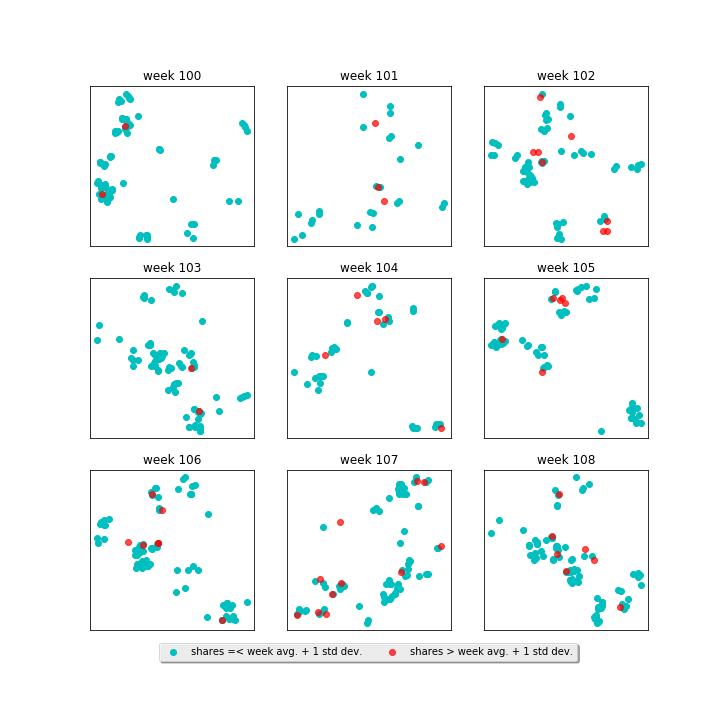 week 100
week 101
week 102
week 103
week 104
week 105
week 106
week 107
week 108
shares =< week avg. + 1 std dev.
shares > week avg. + 1 std dev.